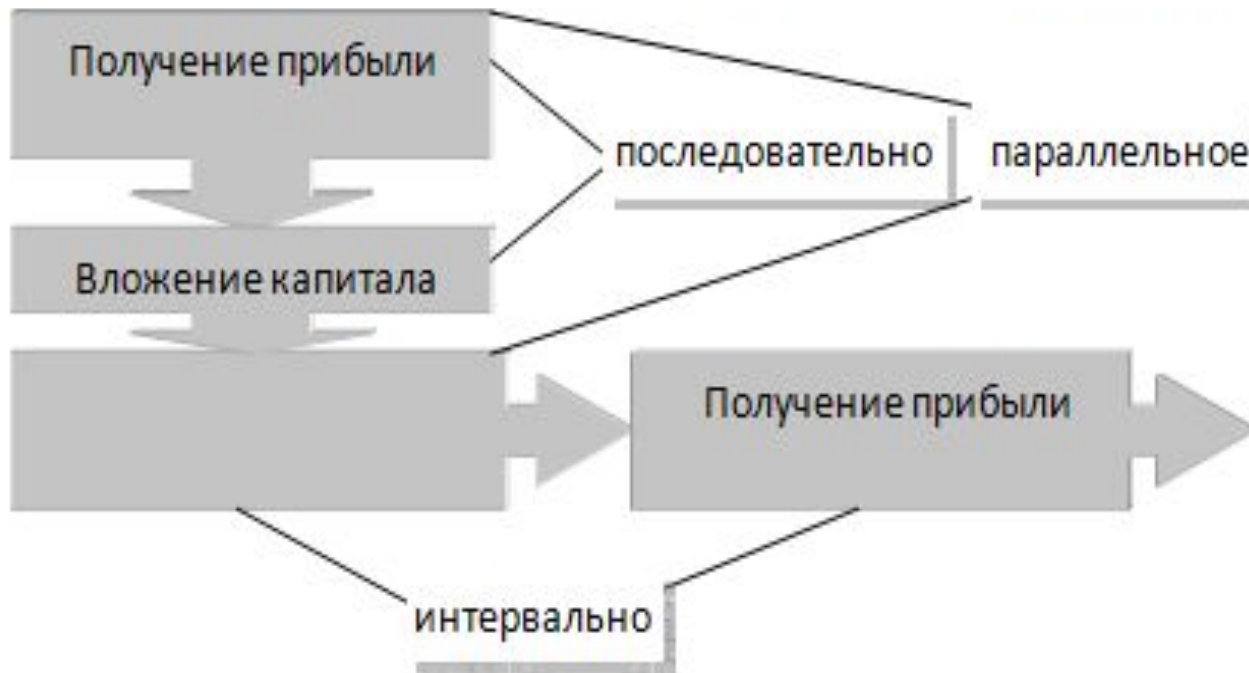 Получение прибыли
последовательно
параллельное
Вложение капитала
Получение прибыли
интервально